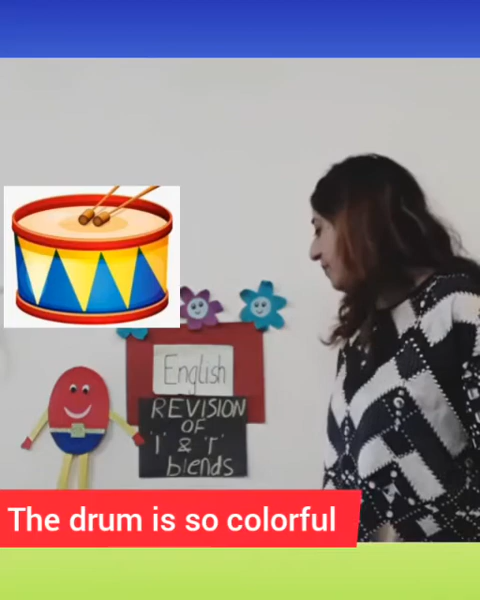 English
REVISION
OF
'l' & 'r'
blends
The drum is so colorful